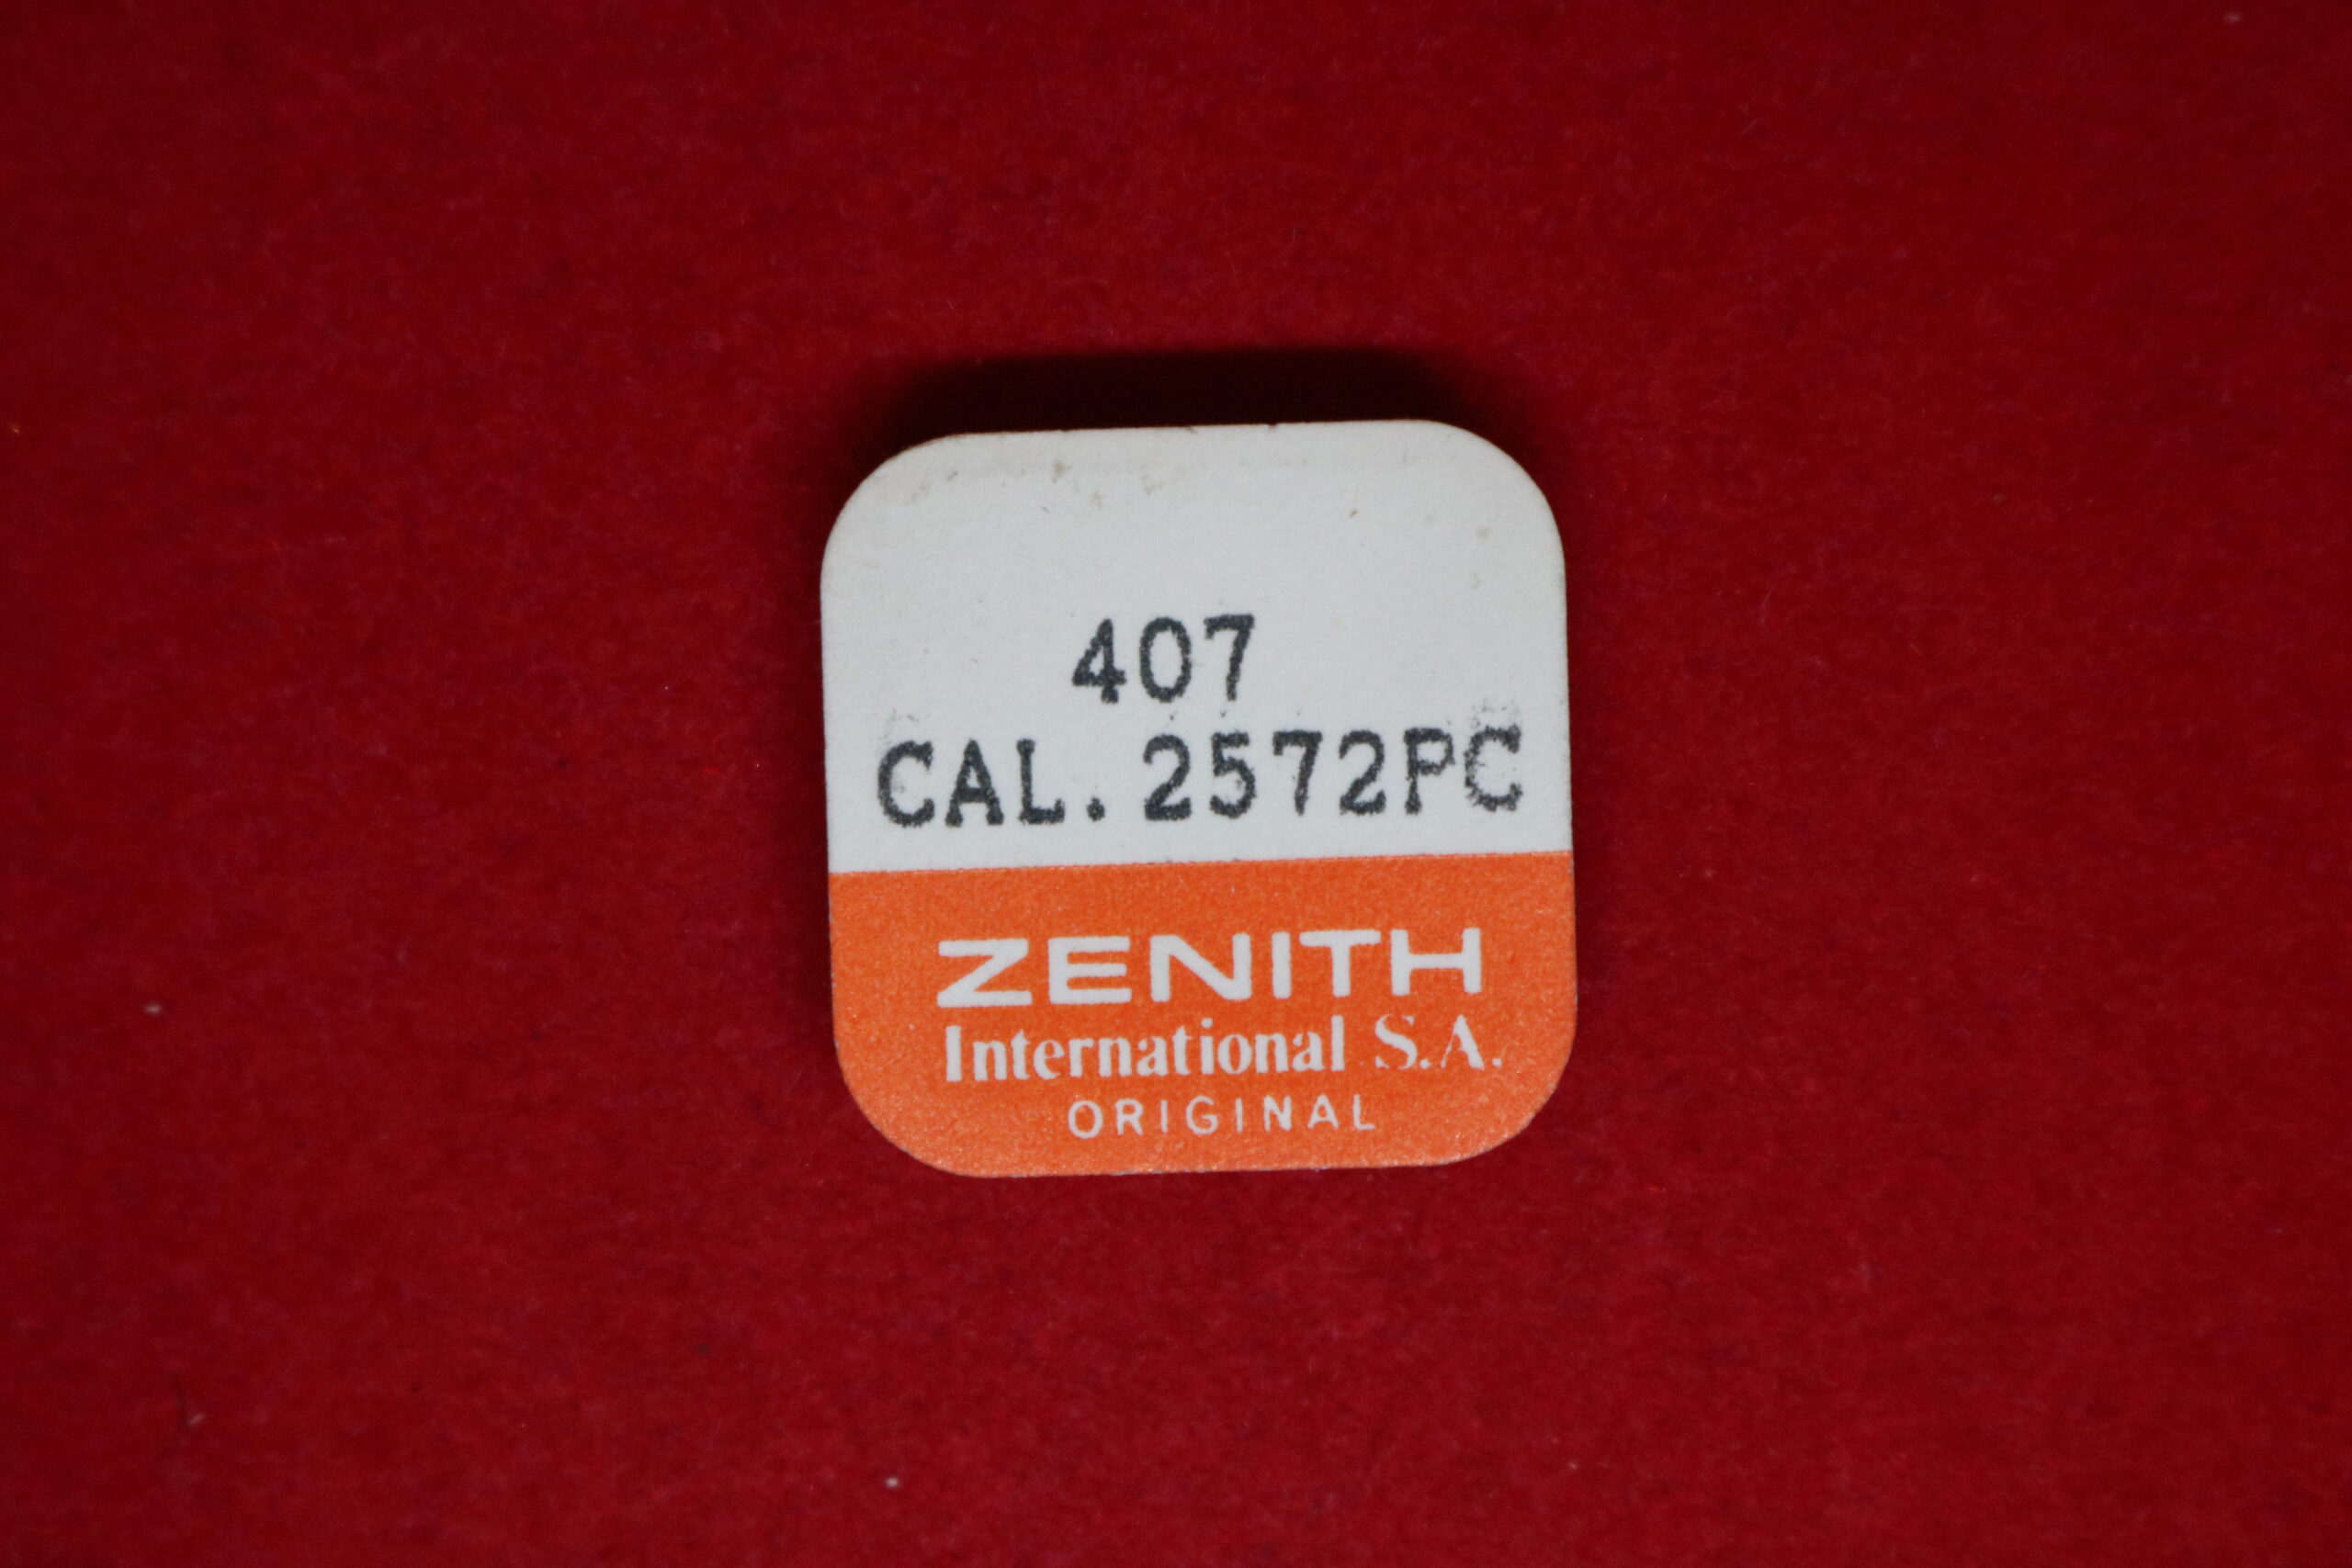 407
CAL. 2572PC
ZENITH
International S.A.
ORIGINAL